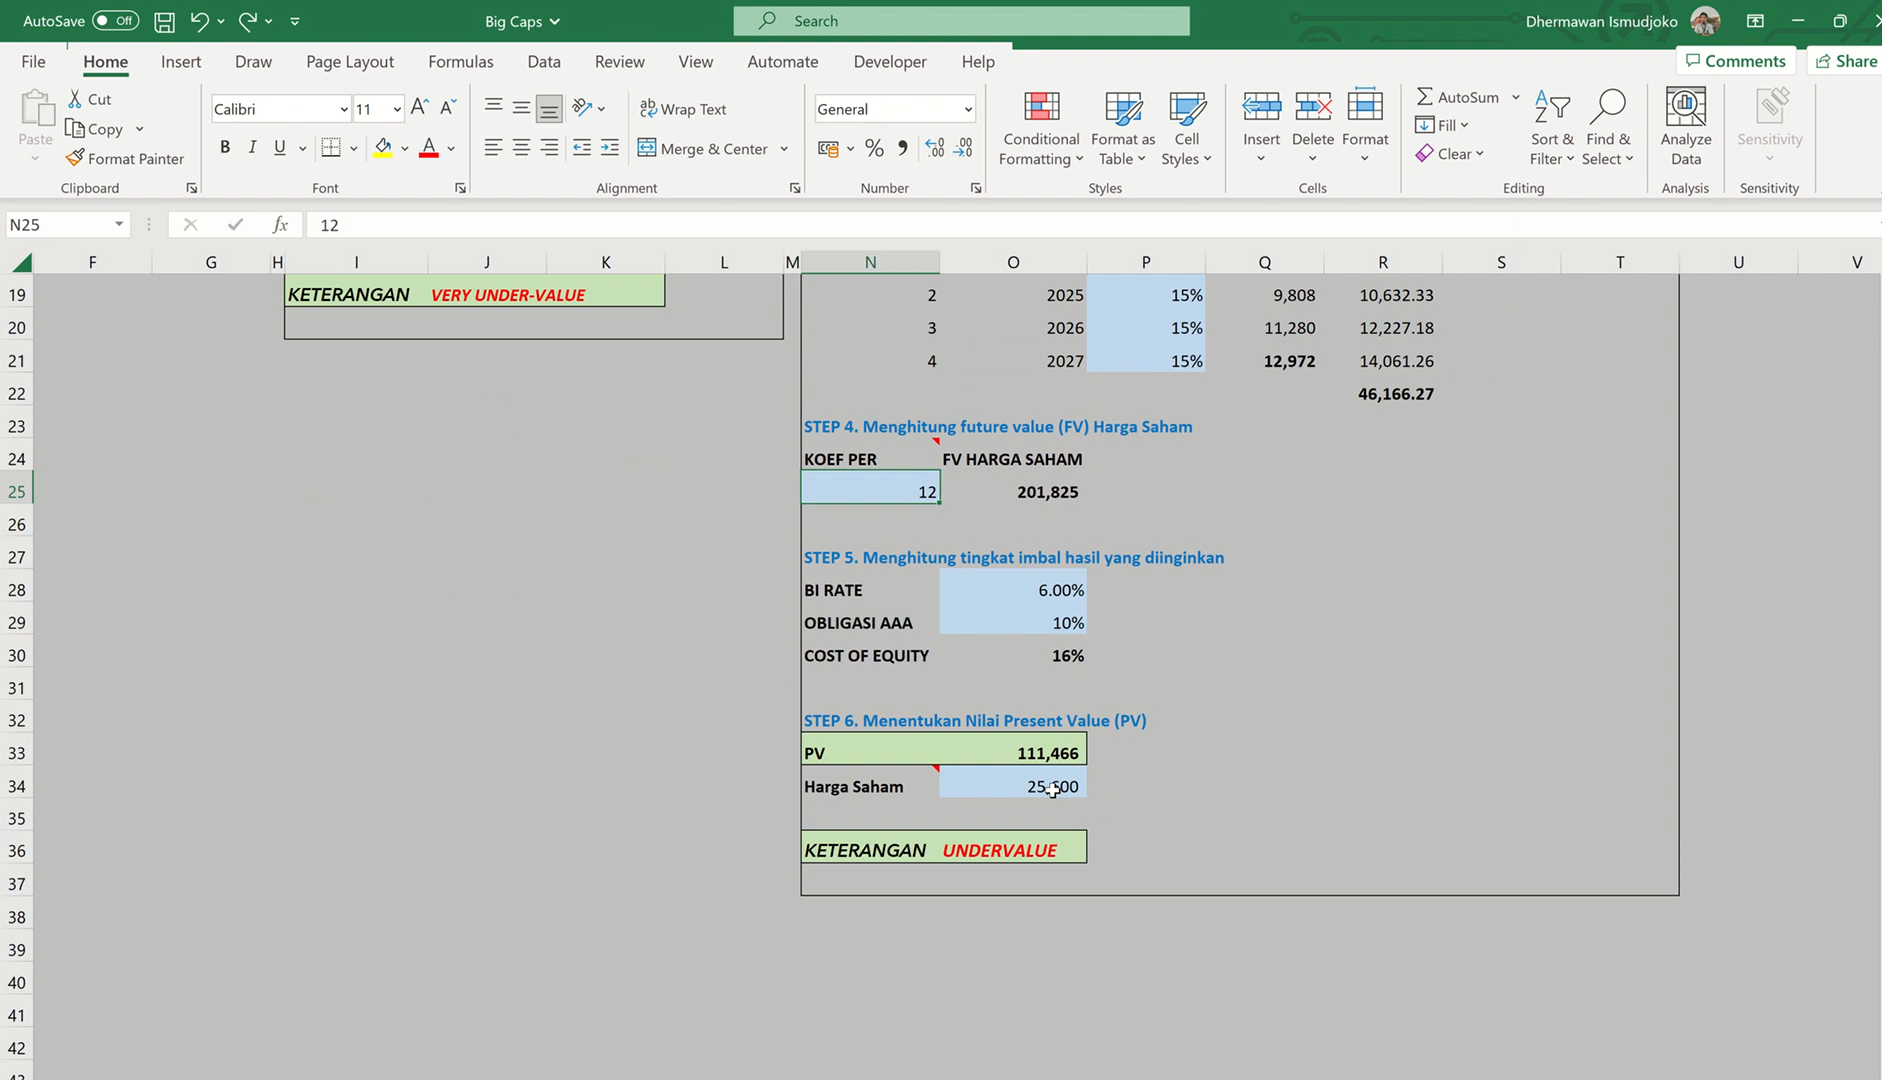 AutoSave Off Big Caps Search Dhermawan Ismudjoko
File Home Insert Draw Page Layout Formulas Data Review View Automate Developer Help Comments Share
Paste Cut Copy Format Painter
Calibri 11
B I U A
Wrap Text
Merge & Center
General
%
Conditional Formatting
Format as Table
Cell Styles
Insert
Delete
Format
AutoSum
Fill
Clear
Sort & Filter
Find & Select
Analyze Data
Sensitivity
Clipboard Font Alignment Number Styles Cells Editing Analysis Sensitivity
N25 fx 12
F G H I J K L M N O P Q R S T U V
19 KETERANGAN VERY UNDER-VALUE 2 2025 15% 9,808 10,632.33
20 3 2026 15% 11,280 12,227.18
21 4 2027 15% 12,972 14,061.26
22 46,166.27
23 STEP 4. Menghitung future value (FV) Harga Saham
24 KOEF PER FV HARGA SAHAM
25 12 201,825
26
27 STEP 5. Menghitung tingkat imbal hasil yang diinginkan
28 BI RATE 6.00%
29 OBLIGASI AAA 10%
30 COST OF EQUITY 16%
31
32 STEP 6. Menentukan Nilai Present Value (PV)
33 PV 111,466
34 Harga Saham
35
36 KETERANGAN UNDERVALUE
37
38
39
40
41
42